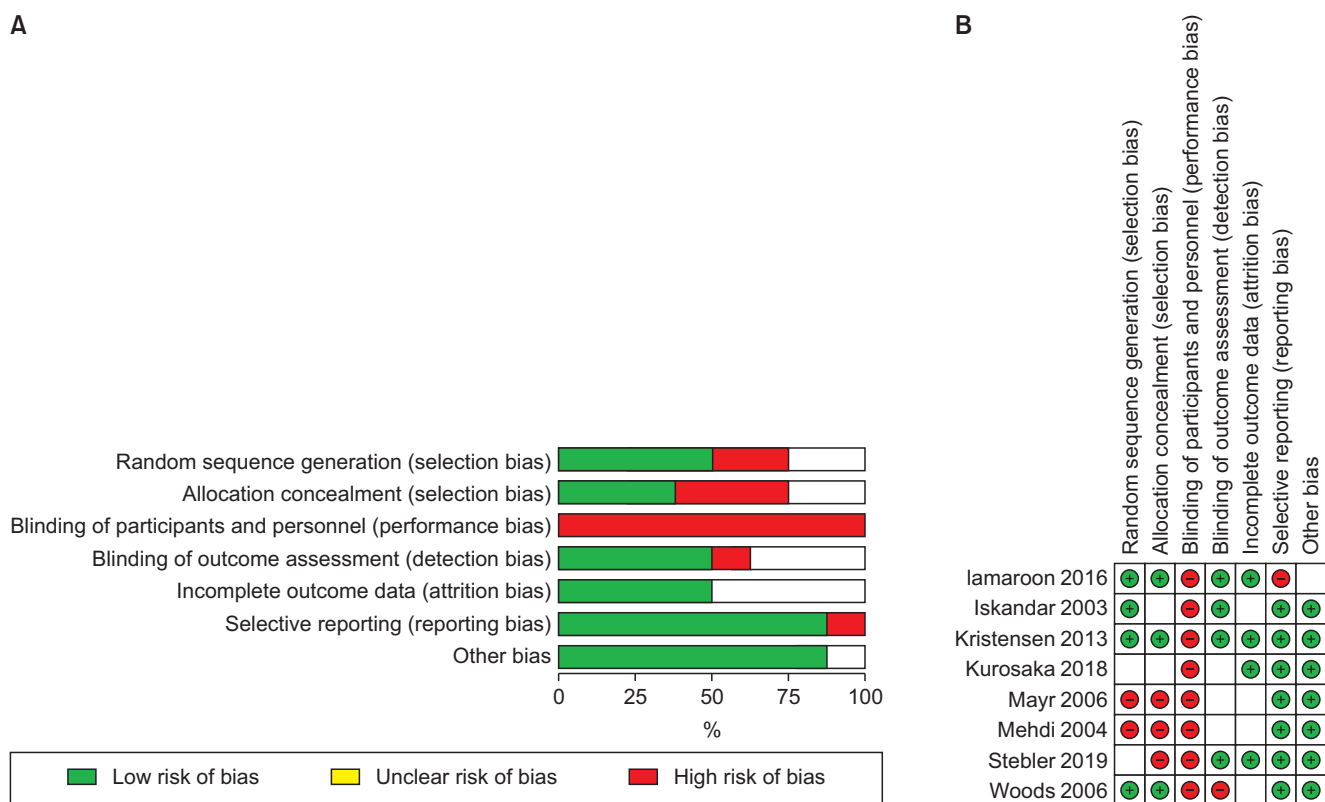 A
Random sequence generation (selection bias)
Allocation concealment (selection bias)
Blinding of participants and personnel (performance bias)
Blinding of outcome assessment (detection bias)
Incomplete outcome data (attrition bias)
Selective reporting (reporting bias)
Other bias
0 25 50 75 100
%
Low risk of bias Unclear risk of bias High risk of bias
B
Random sequence generation (selection bias)
Allocation concealment (selection bias)
Blinding of participants and personnel (performance bias)
Blinding of outcome assessment (detection bias)
Incomplete outcome data (attrition bias)
Selective reporting (reporting bias)
Other bias
Iamaroon 2016 + + − + + −
Iskandar 2003 + − + + +
Kristensen 2013 + + − + + + +
Kurosaka 2018 − + + +
Mayr 2006 − − − + +
Mehdi 2004 − − − + +
Stebler 2019 − − + + + +
Woods 2006 + + − − + +